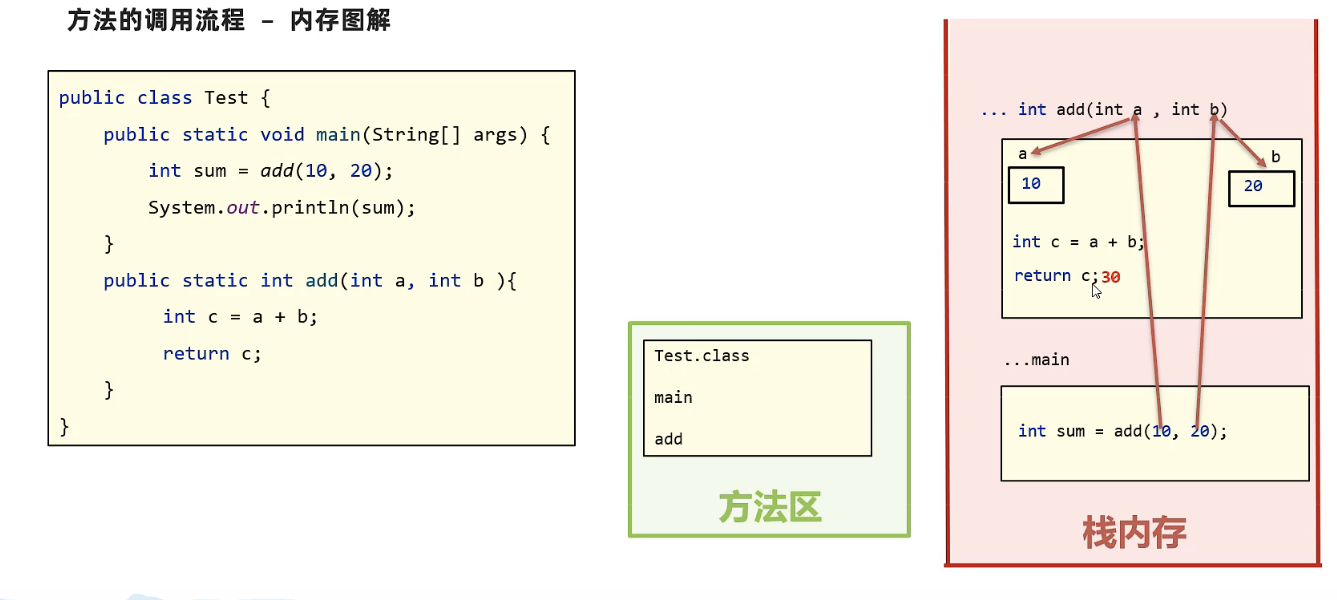 方法的调用流程 – 内存图解
public class Test {
public static void main(String[] args) {
int sum = add(10, 20);
System.out.println(sum);
}
public static int add(int a, int b ){
int c = a + b;
return c;
}
}
Test.class
main
add
方法区
... int add(int a , int b)
a
b
10
20
int c = a + b;
return c;30
...main
int sum = add(10, 20);
栈内存